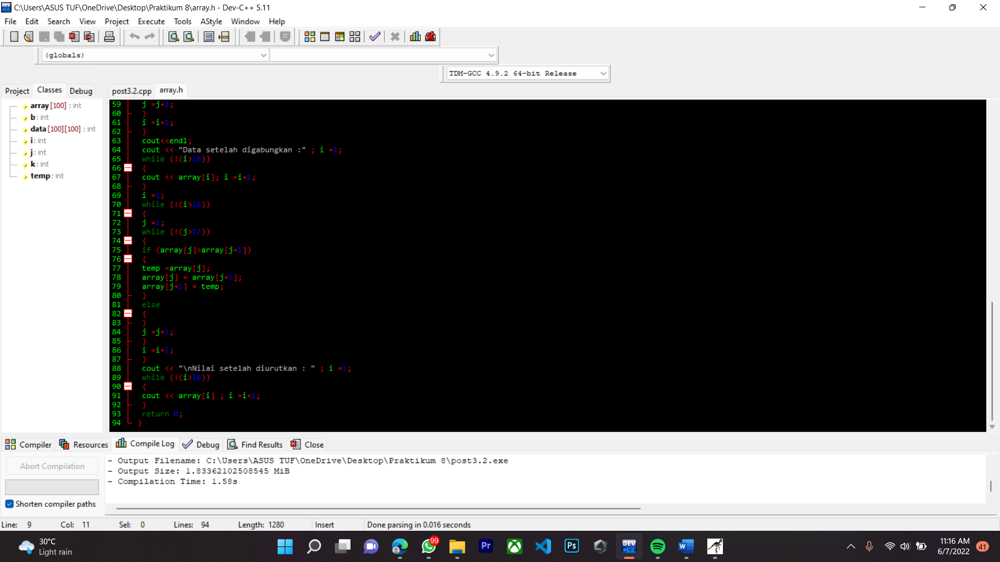 C:\Users\ASUS TUF\OneDrive\Desktop\Praktikum 8\array.h - Dev-C++ 5.11
File Edit Search View Project Execute Tools AStyle Window Help
(globals)
TDM-GCC 4.9.2 64-bit Release
Project Classes Debug
post3.2.cpp array.h
array [100] : int
b : int
data [100][100] : int
i : int
j : int
k : int
temp : int
59 j =j+1;
60 }
61 i =i+1;
62 }
63 cout<<endl;
64 cout << "Data setelah digabungkan :" ; i =1;
65 while (!(i>18))
66 {
67 cout << array[i]; i =i+1;
68 }
69 i =1;
70 while (!(i>18))
71 {
72 j =1;
73 while (!(j>17))
74 {
75 if (array[j]>array[j+1])
76 {
77 temp =array[j];
78 array[j] = array[j+1];
79 array[j+1] = temp;
80 }
81 else
82 {
83 }
84 j =j+1;
85 }
86 i =i+1;
87 }
88 cout << "\nNilai setelah diurutkan : " ; i =1;
89 while (!(i>18))
90 {
91 cout << array[i] ; i =i+1;
92 }
93 return 0;
94 }
Compiler Resources Compile Log Debug Find Results Close
Abort Compilation
Shorten compiler paths
- Output Filename: C:\Users\ASUS TUF\OneDrive\Desktop\Praktikum 8\post3.2.exe
- Output Size: 1.83362102508545 MiB
- Compilation Time: 1.58s
Line: 9 Col: 11 Sel: 0 Lines: 94 Length: 1280 Insert Done parsing in 0.016 seconds
30°C
Light rain
99
Pr
Ps
DEV
C++
W
11:16 AM
6/7/2022
41